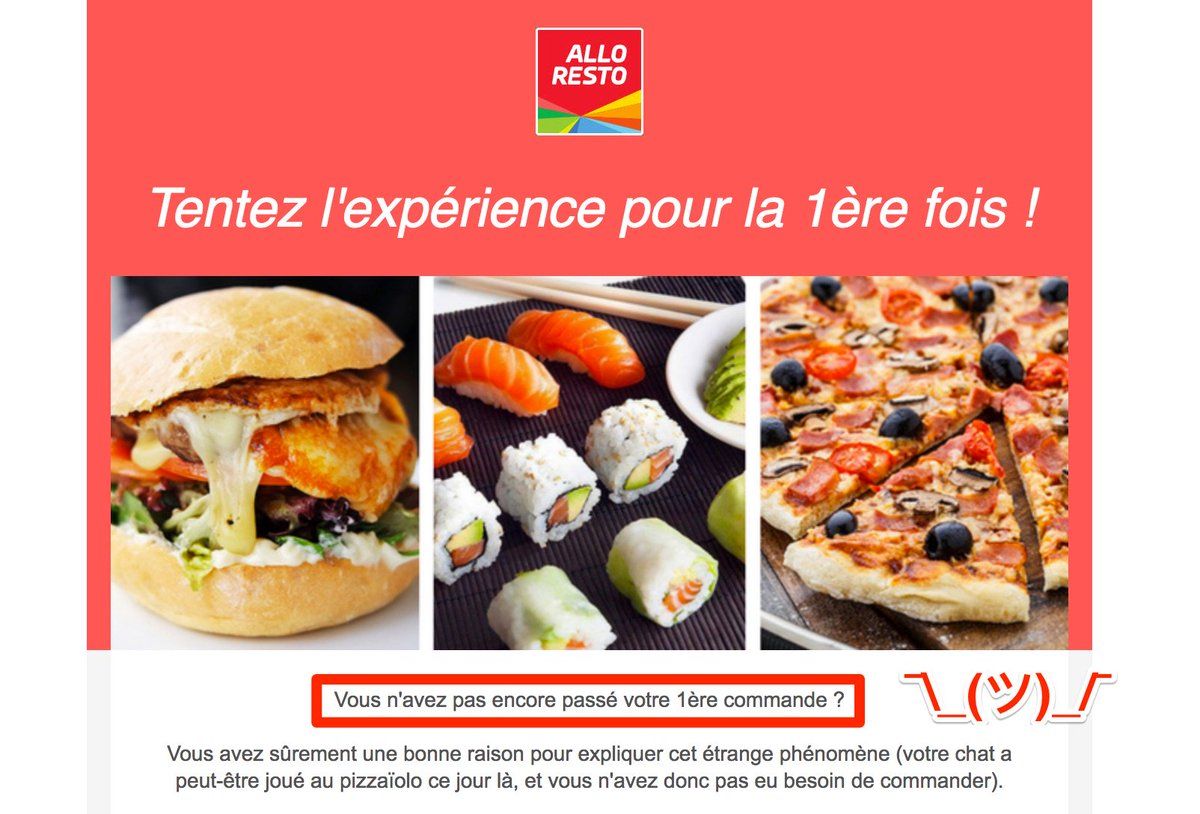 ALLO
RESTO
Tentez l'expérience pour la 1ère fois !
Vous n'avez pas encore passé votre 1ère commande ?
¯\_(ツ)_/¯
Vous avez sûrement une bonne raison pour expliquer cet étrange phénomène (votre chat a
peut-être joué au pizzaïolo ce jour là, et vous n'avez donc pas eu besoin de commander).